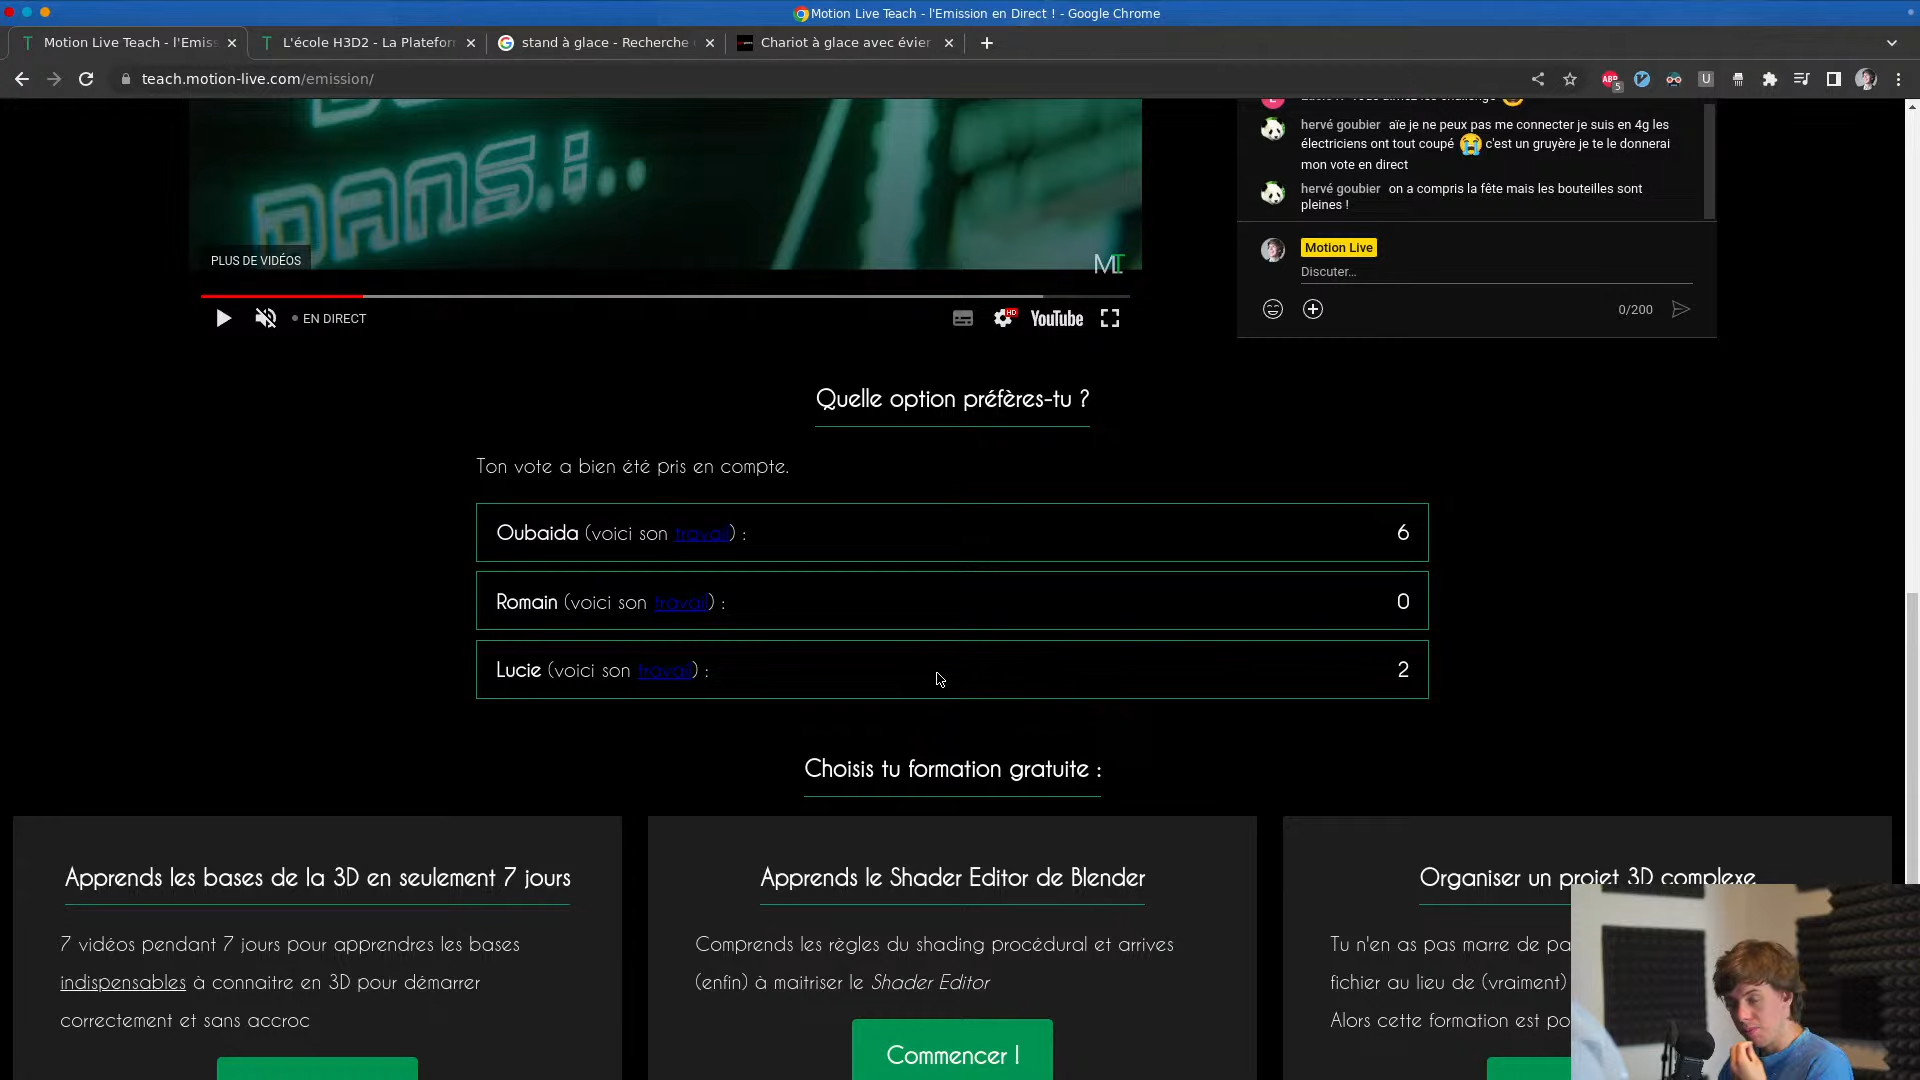 Motion Live Teach - l'Emission en Direct ! - Google Chrome
Motion Live Teach - l'Emiss
L'école H3D2 - La Platefor
stand à glace - Recherche
Chariot à glace avec évier
teach.motion-live.com/emission/
ABP
5
U
DANS...
PLUS DE VIDÉOS
MT
EN DIRECT
HD
YouTube
hervé goubier aïe je ne peux pas me connecter je suis en 4g les
électriciens ont tout coupé 😭 c'est un gruyère je te le donnerai
mon vote en direct
hervé goubier on a compris la fête mais les bouteilles sont
pleines !
Motion Live
Discuter...
0/200
Quelle option préfères-tu ?
Ton vote a bien été pris en compte.
Oubaida (voici son travail) : 6
Romain (voici son travail) : 0
Lucie (voici son travail) : 2
Choisis tu formation gratuite :
Apprends les bases de la 3D en seulement 7 jours
7 vidéos pendant 7 jours pour apprendres les bases
indispensables à connaitre en 3D pour démarrer
correctement et sans accroc
Apprends le Shader Editor de Blender
Comprends les règles du shading procédural et arrives
(enfin) à maitriser le Shader Editor
Commencer !
Organiser un projet 3D complexe
Tu n'en as pas marre de pa
fichier au lieu de (vraiment)
Alors cette formation est po